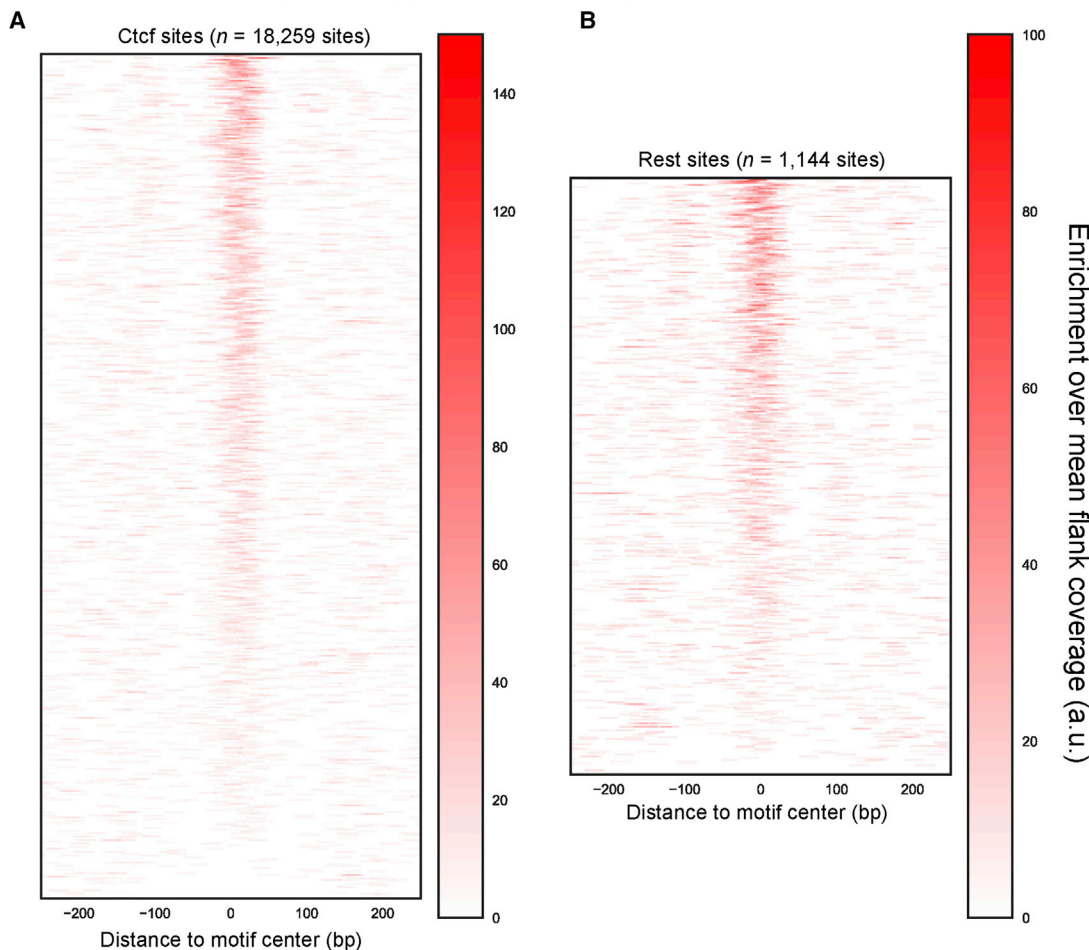 A
Ctcf sites (n = 18,259 sites)
140
120
100
80
60
40
20
0
−200 −100 0 100 200
Distance to motif center (bp)
B
Rest sites (n = 1,144 sites)
−200 −100 0 100 200
Distance to motif center (bp)
100
80
60
40
20
0
Enrichment over mean flank coverage (a.u.)